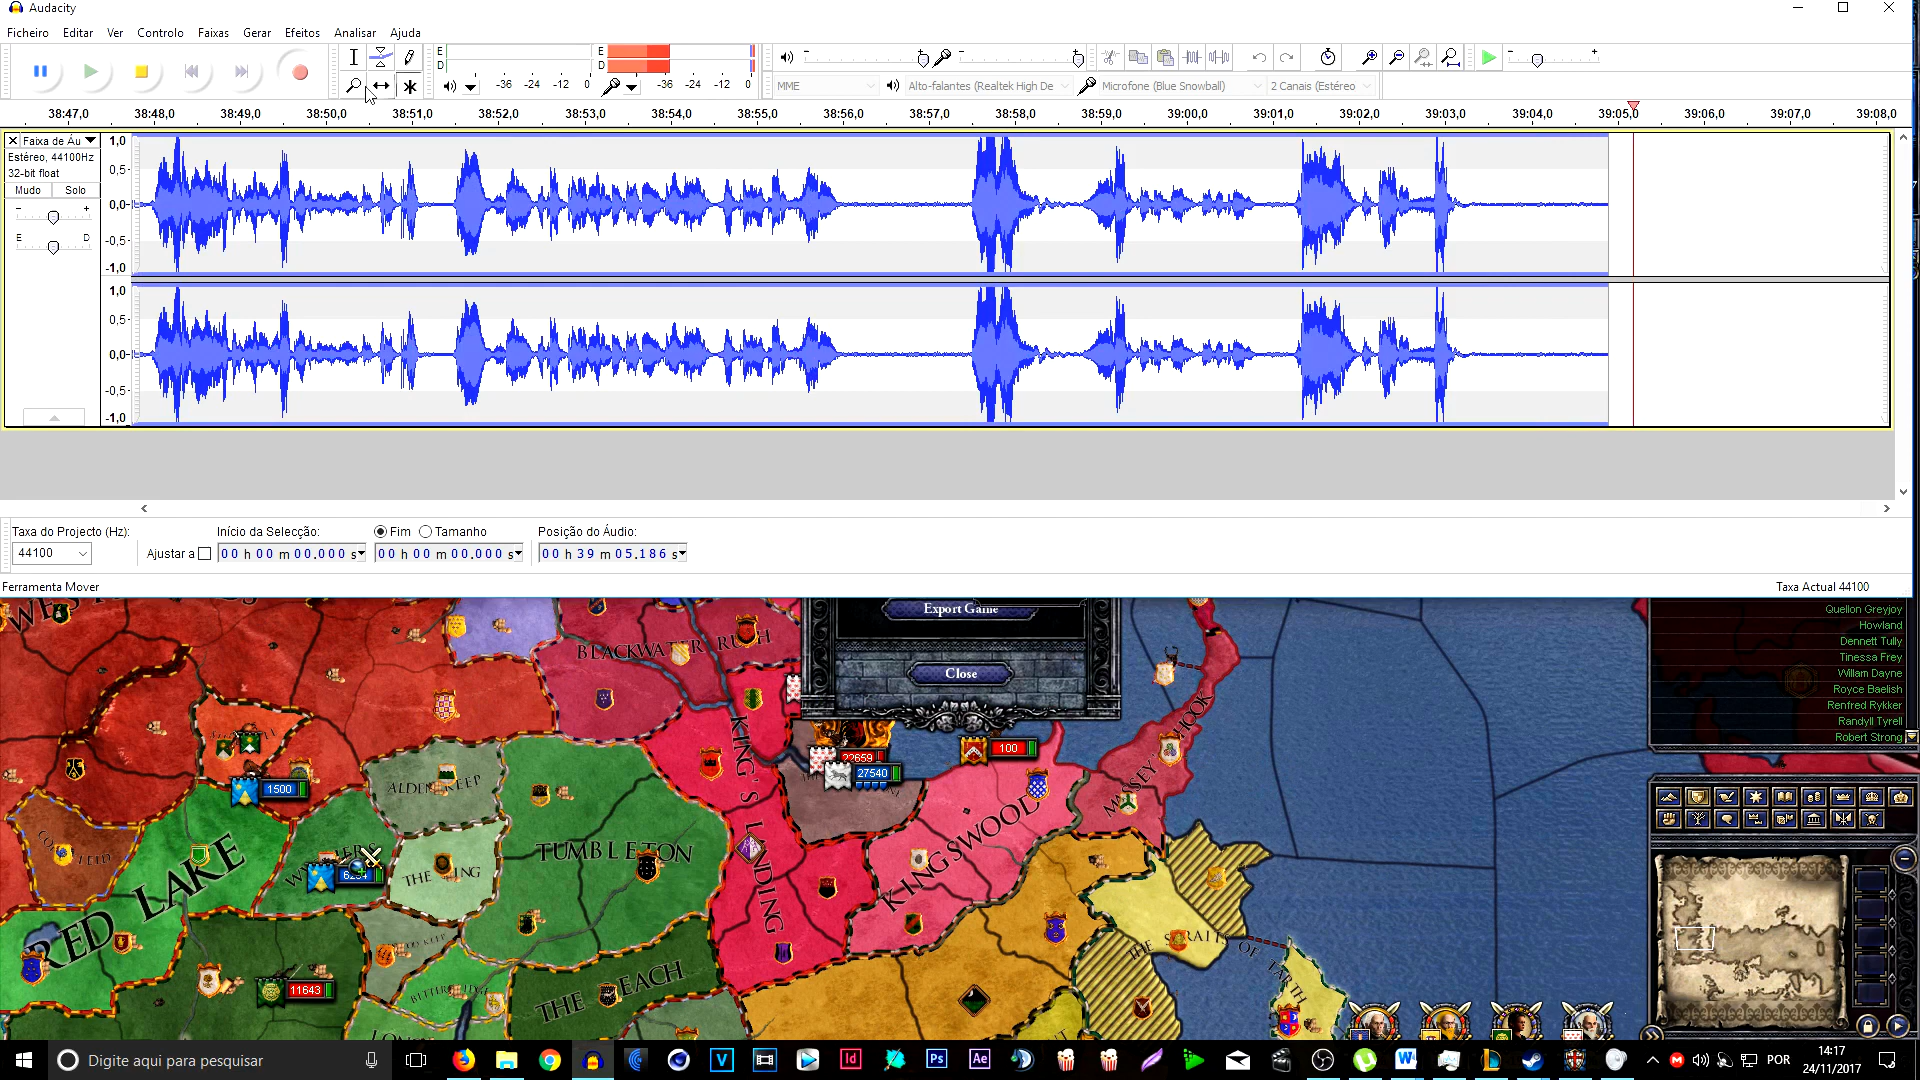 Audacity
Ficheiro Editar Ver Controlo Faixas Gerar Efeitos Analisar Ajuda
E
D
-36 -24 -12 0
E
D
-36 -24 -12 0
MME
Alto-falantes (Realtek High De
Microfone (Blue Snowball)
2 Canais (Estéreo
38:47,0 38:48,0 38:49,0 38:50,0 38:51,0 38:52,0 38:53,0 38:54,0 38:55,0 38:56,0 38:57,0 38:58,0 38:59,0 39:00,0 39:01,0 39:02,0 39:03,0 39:04,0 39:05,0 39:06,0 39:07,0 39:08,0
Faixa de Áu
Estéreo, 44100Hz
32-bit float
Mudo Solo
- +
E D
1,0
0,5
0,0
-0,5
-1,0
1,0
0,5
0,0
-0,5
-1,0
Taxa do Projecto (Hz):
44100
Ajustar a
Início da Selecção:
00 h 00 m 00.000 s
Fim Tamanho
00 h 00 m 00.000 s
Posição do Áudio:
00 h 39 m 05.186 s
Ferramenta Mover
Taxa Actual 44100
Export Game
Close
Quellon Greyjoy
Howland
Dennett Tully
Tinessa Frey
Willam Dayne
Royce Baelish
Renfred Rykker
Randyll Tyrell
Robert Strong
BLACKWATER RUSH
KING'S LANDING
MASSEY HOOK
KINGSWOOD
TUMBLETON
RED LAKE
THE REACH
THE STRAITS OF TARTH
22659
27540
100
1500
11643
Digite aqui para pesquisar
POR
14:17
24/11/2017